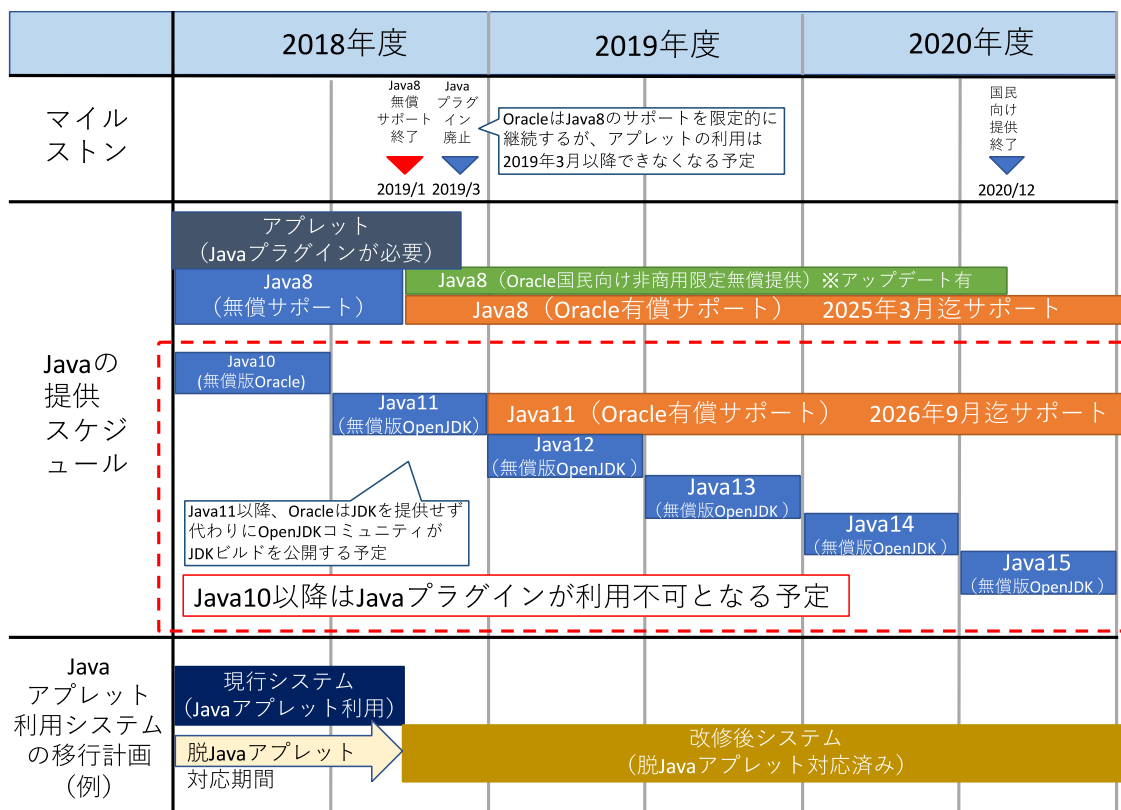 2018年度
2019年度
2020年度
マイル
ストン
Java8
無償
サポート
終了
2019/1
Java
プラグ
イン
廃止
2019/3
OracleはJava8のサポートを限定的に
継続するが、アプレットの利用は
2019年3月以降できなくなる予定
国民
向け
提供
終了
2020/12
Javaの
提供
スケジ
ュール
アプレット
（Javaプラグインが必要）
Java8
（無償サポート）
Java8（Oracle国民向け非商用限定無償提供）※アップデート有
Java8（Oracle有償サポート）　2025年3月迄サポート
Java10
(無償版Oracle)
Java11
（無償版OpenJDK）
Java11（Oracle有償サポート）　2026年9月迄サポート
Java12
（無償版OpenJDK ）
Java13
（無償版OpenJDK ）
Java14
（無償版OpenJDK ）
Java15
（無償版OpenJDK ）
Java11以降、OracleはJDKを提供せず
代わりにOpenJDKコミュニティが
JDKビルドを公開する予定
Java10以降はJavaプラグインが利用不可となる予定
Java
アプレット
利用システム
の移行計画
（例）
現行システム
（Javaアプレット利用）
脱Javaアプレット
対応期間
改修後システム
（脱Javaアプレット対応済み）